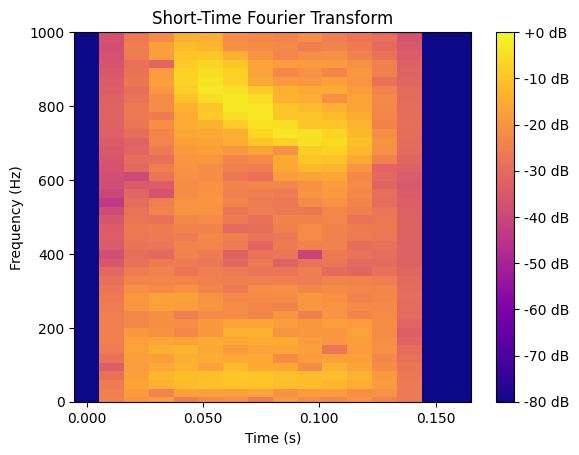 Short-Time Fourier Transform
1000
800
600
400
200
0
Frequency (Hz)
0.000
0.050
0.100
0.150
Time (s)
+0 dB
-10 dB
-20 dB
-30 dB
-40 dB
-50 dB
-60 dB
-70 dB
-80 dB